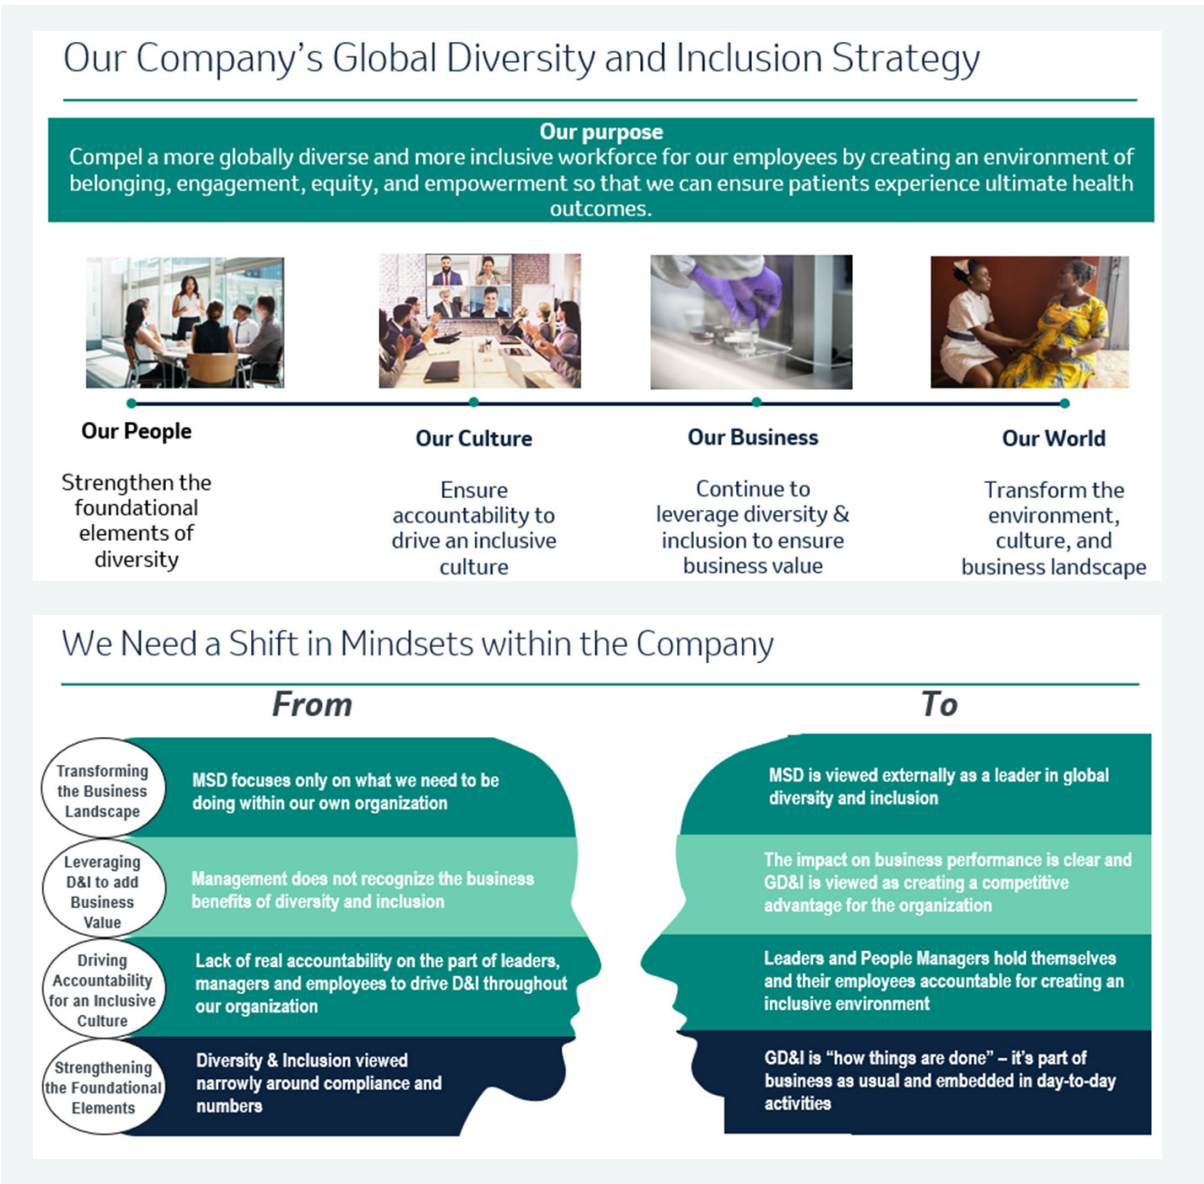 Our Company's Global Diversity and Inclusion Strategy
Our purpose
Compel a more globally diverse and more inclusive workforce for our employees by creating an environment of
belonging, engagement, equity, and empowerment so that we can ensure patients experience ultimate health
outcomes.
Our People
Strengthen the
foundational
elements of
diversity
Our Culture
Ensure
accountability to
drive an inclusive
culture
Our Business
Continue to
leverage diversity &
inclusion to ensure
business value
Our World
Transform the
environment,
culture, and
business landscape
We Need a Shift in Mindsets within the Company
From
To
Transforming
the Business
Landscape
MSD focuses only on what we need to be
doing within our own organization
MSD is viewed externally as a leader in global
diversity and inclusion
Leveraging
D&I to add
Business
Value
Management does not recognize the business
benefits of diversity and inclusion
The impact on business performance is clear and
GD&I is viewed as creating a competitive
advantage for the organization
Driving
Accountability
for an Inclusive
Culture
Lack of real accountability on the part of leaders,
managers and employees to drive D&I throughout
our organization
Leaders and People Managers hold themselves
and their employees accountable for creating an
inclusive environment
Strengthening
the Foundational
Elements
Diversity & Inclusion viewed
narrowly around compliance and
numbers
GD&I is “how things are done” – it's part of
business as usual and embedded in day-to-day
activities